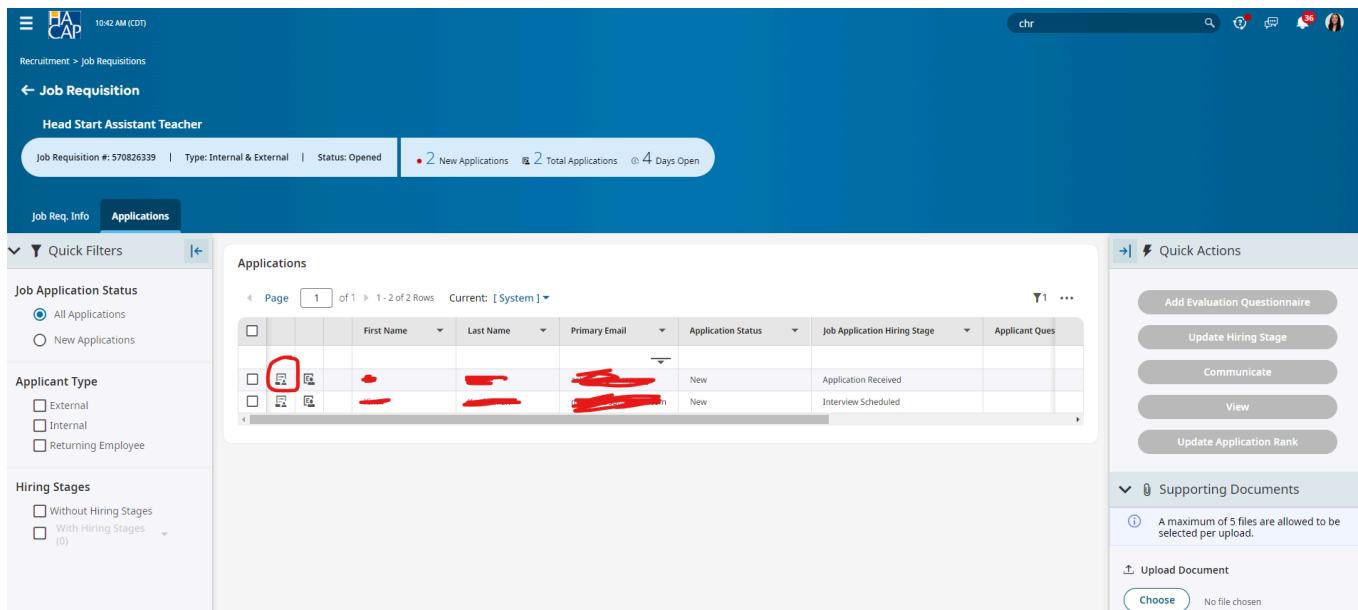 HA
CAP
10:42 AM (CDT)
chr
36
Recruitment > Job Requisitions
← Job Requisition
Head Start Assistant Teacher
Job Requisition #: 570826339 | Type: Internal & External | Status: Opened
2 New Applications 2 Total Applications 4 Days Open
Job Req. Info Applications
Quick Filters
Job Application Status
All Applications
New Applications
Applicant Type
External
Internal
Returning Employee
Hiring Stages
Without Hiring Stages
With Hiring Stages
(0)
Applications
Page 1 of 1 1 - 2 of 2 Rows Current: [ System ]
1 ...
First Name Last Name Primary Email Application Status Job Application Hiring Stage Applicant Ques
New Application Received
New Interview Scheduled
Quick Actions
Add Evaluation Questionnaire
Update Hiring Stage
Communicate
View
Update Application Rank
Supporting Documents
A maximum of 5 files are allowed to be
selected per upload.
Upload Document
Choose No file chosen